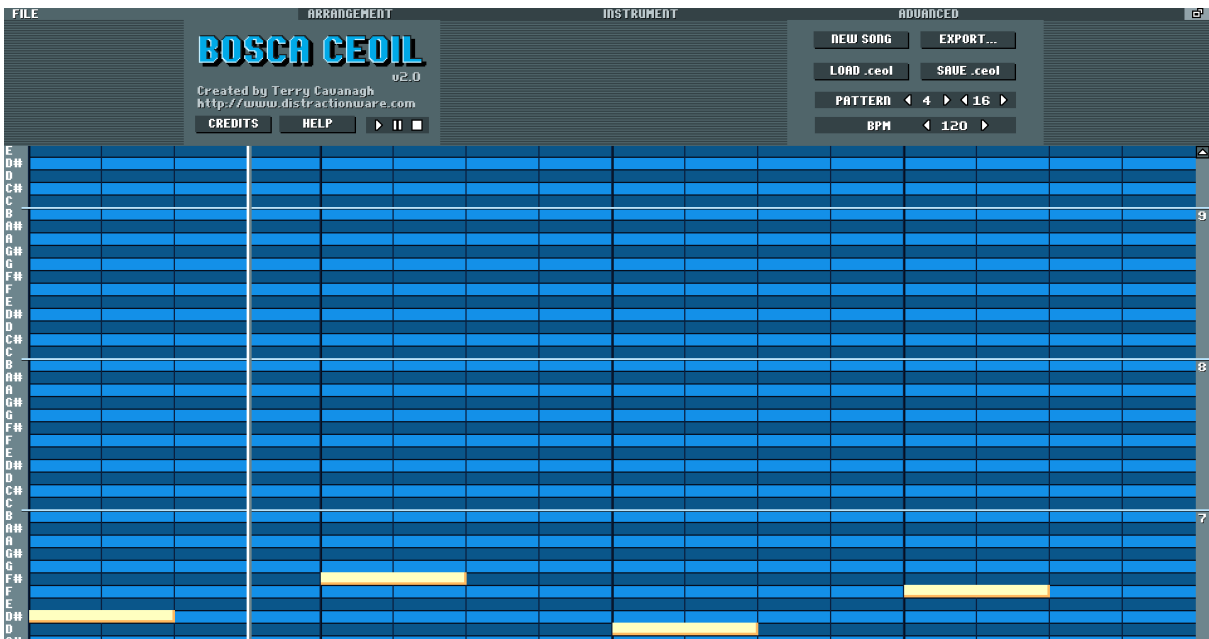 FILE ARRANGEMENT INSTRUMENT ADVANCED
BOSCA CEOIL
v2.0
Created by Terry Cavanagh
http://www.distractionware.com
CREDITS HELP
NEW SONG EXPORT...
LOAD .ceol SAVE .ceol
PATTERN 4 16
BPM 120
E
D#
D
C#
C
B 9
A#
A
G#
G
F#
F
E
D#
D
C#
C
B 8
A#
A
G#
G
F#
F
E
D#
D
C#
C
B 7
A#
A
G#
G
F#
F
E
D#
D